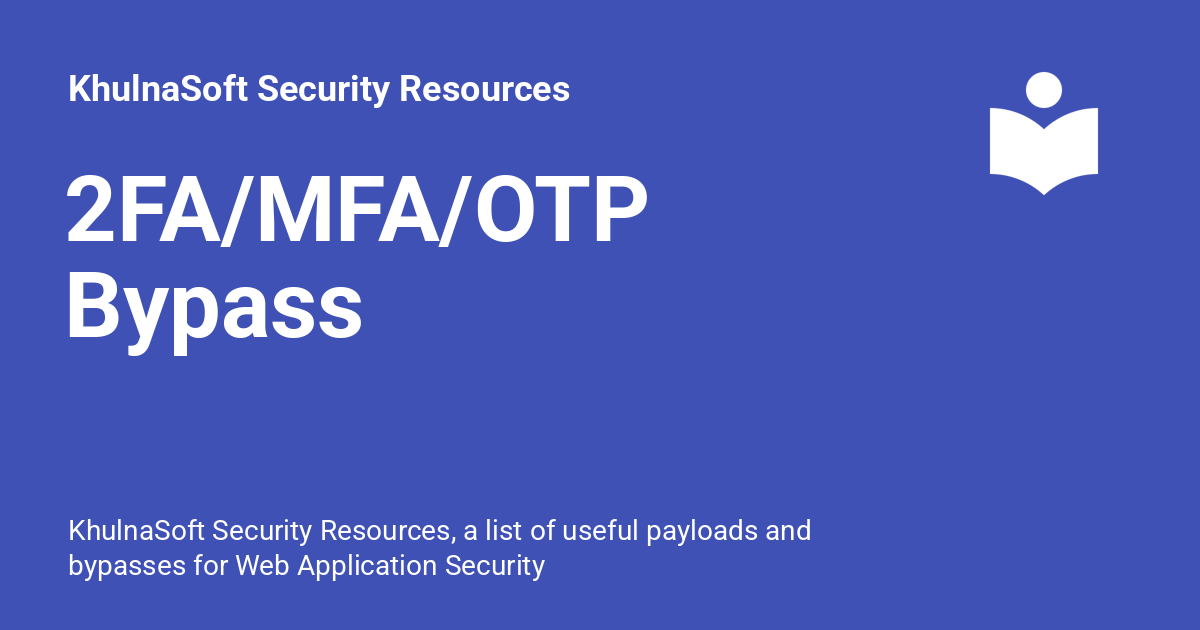 KhulnaSoft Security Resources
2FA/MFA/OTP
Bypass
KhulnaSoft Security Resources, a list of useful payloads and
bypasses for Web Application Security